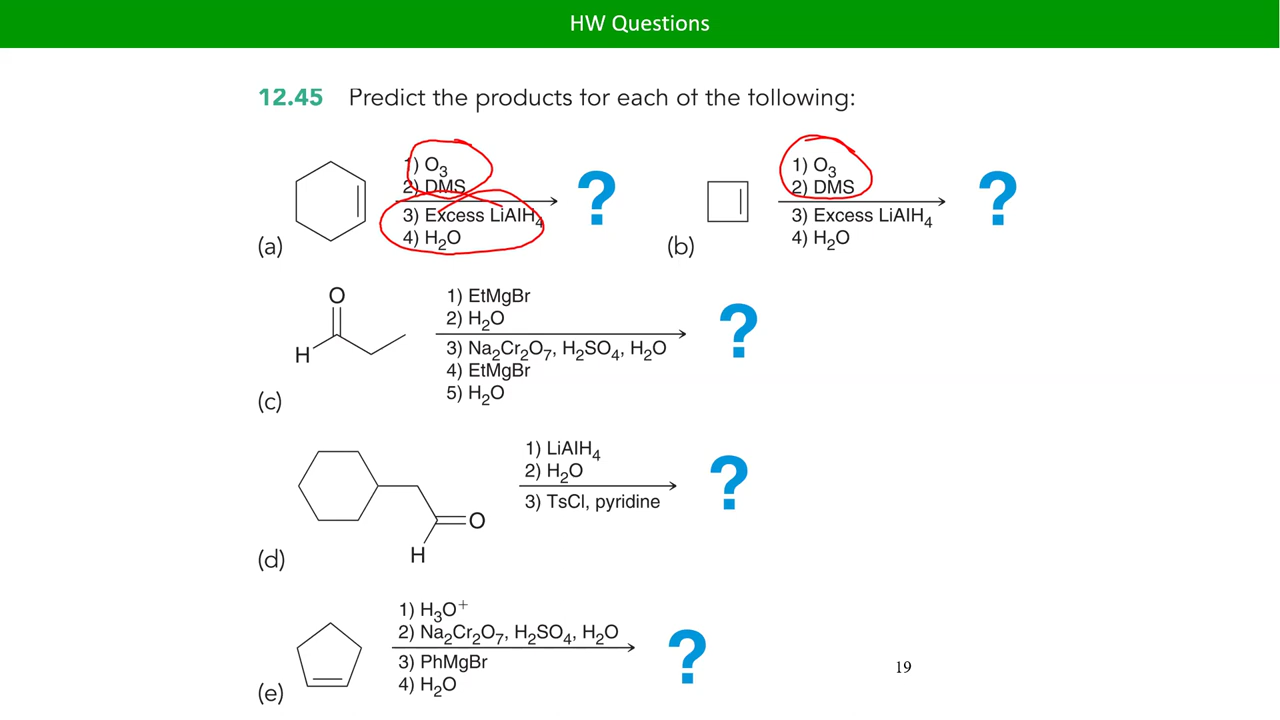 HW Questions
12.45 Predict the products for each of the following:
1) O3
2) DMS
3) Excess LiAlH4
4) H2O
?
(a)
1) O3
2) DMS
3) Excess LiAlH4
4) H2O
?
(b)
O
H
1) EtMgBr
2) H2O
3) Na2Cr2O7, H2SO4, H2O
4) EtMgBr
5) H2O
?
(c)
O
H
1) LiAlH4
2) H2O
3) TsCl, pyridine
?
(d)
1) H3O+
2) Na2Cr2O7, H2SO4, H2O
3) PhMgBr
4) H2O
?
(e)
19